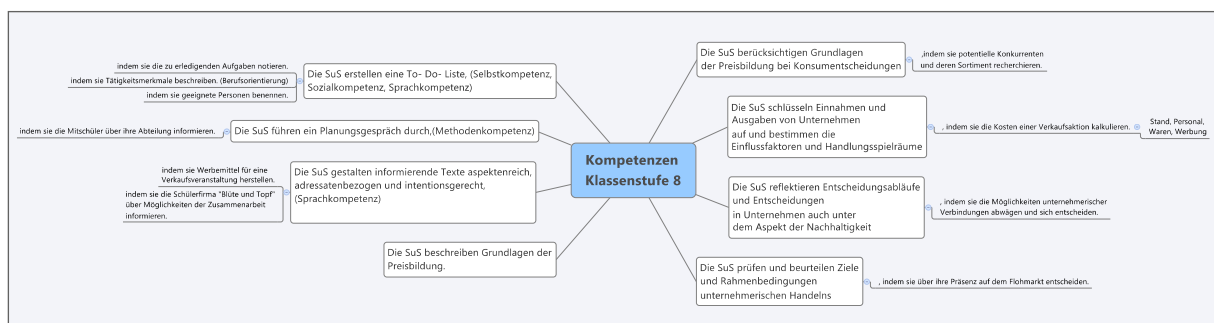 Kompetenzen
Klassenstufe 8
Die SuS erstellen eine To- Do- Liste, (Selbstkompetenz,
Sozialkompetenz, Sprachkompetenz)
indem sie die zu erledigenden Aufgaben notieren.
indem sie Tätigkeitsmerkmale beschreiben. (Berufsorientierung)
indem sie geeignete Personen benennen.
Die SuS führen ein Planungsgespräch durch,(Methodenkompetenz)
indem sie die Mitschüler über ihre Abteilung informieren.
Die SuS gestalten informierende Texte aspektenreich,
adressatenbezogen und intentionsgerecht,
(Sprachkompetenz)
indem sie Werbemittel für eine
Verkaufsveranstaltung herstellen.
indem sie die Schülerfirma "Blüte und Topf"
über Möglichkeiten der Zusammenarbeit
informieren.
Die SuS beschreiben Grundlagen der
Preisbildung.
Die SuS berücksichtigen Grundlagen
der Preisbildung bei Konsumentscheidungen
,indem sie potentielle Konkurrenten
und deren Sortiment recherchieren.
Die SuS schlüsseln Einnahmen und
Ausgaben von Unternehmen
auf und bestimmen die
Einflussfaktoren und Handlungsspielräume
, indem sie die Kosten einer Verkaufsaktion kalkulieren.
Stand, Personal,
Waren, Werbung
Die SuS reflektieren Entscheidungsabläufe
und Entscheidungen
in Unternehmen auch unter
dem Aspekt der Nachhaltigkeit
, indem sie die Möglichkeiten unternehmerischer
Verbindungen abwägen und sich entscheiden.
Die SuS prüfen und beurteilen Ziele
und Rahmenbedingungen
unternehmerischen Handelns
, indem sie über ihre Präsenz auf dem Flohmarkt entscheiden.